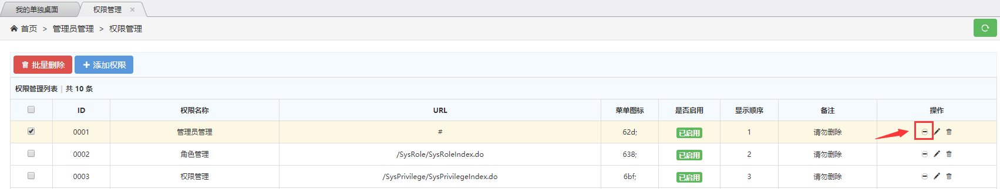 我的单独桌面 权限管理 ×
首页 > 管理员管理 > 权限管理
批量删除 添加权限
权限管理列表 | 共 10 条
ID 权限名称 URL 菜单图标 是否启用 显示顺序 备注 操作
0001 管理员管理 # 62d; 已启用 1 请勿删除
0002 角色管理 /SysRole/SysRoleIndex.do 638; 已启用 2 请勿删除
0003 权限管理 /SysPrivilege/SysPrivilegeIndex.do 6bf; 已启用 3 请勿删除